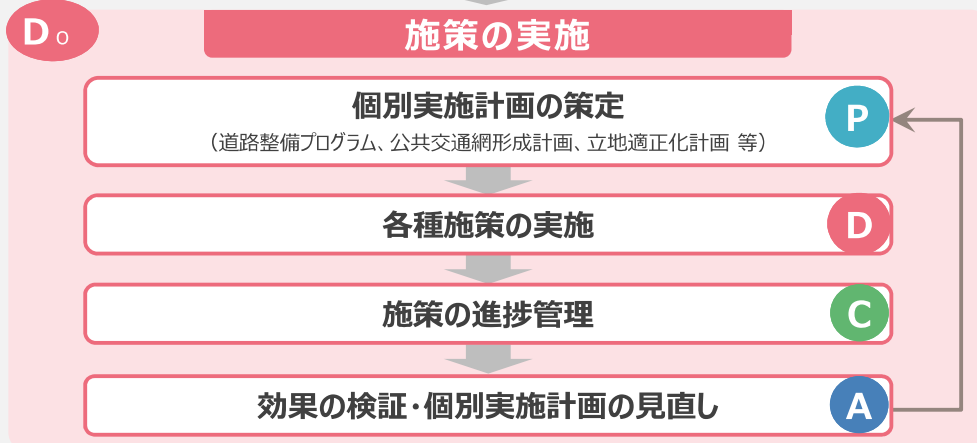 Do
施策の実施
個別実施計画の策定
P
（道路整備プログラム、公共交通網形成計画、立地適正化計画 等）
各種施策の実施
D
施策の進捗管理
C
効果の検証・個別実施計画の見直し
A